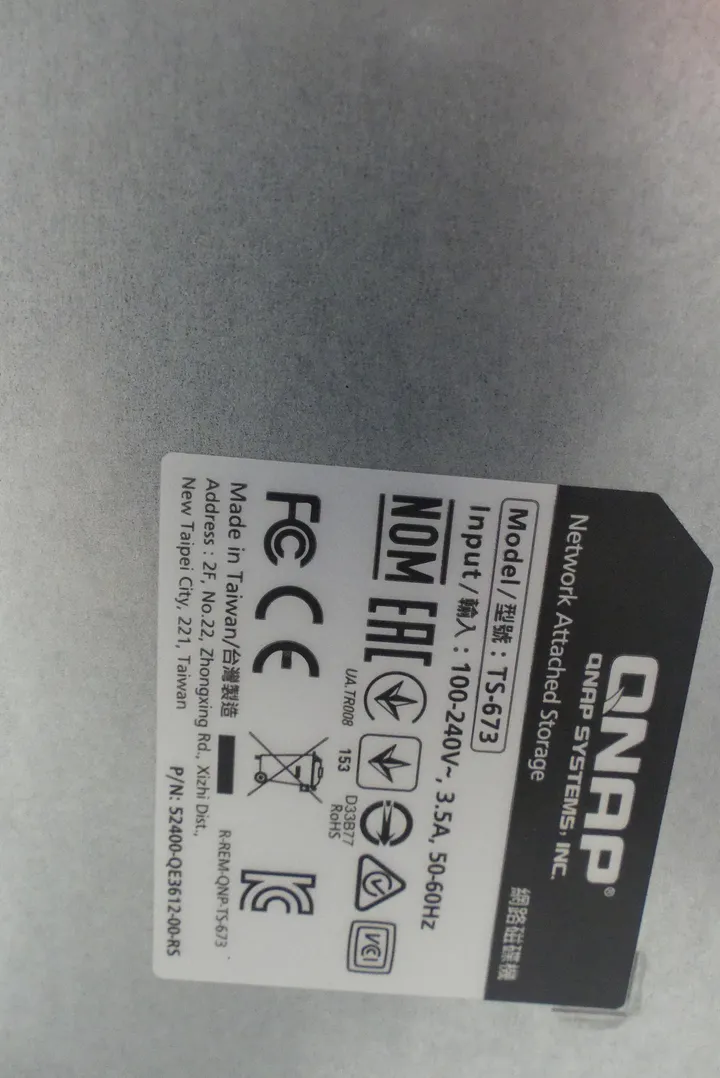 QNAP®
QNAP SYSTEMS, INC.
Network Attached Storage 網路磁碟機
Model/型號：TS-673
Input/輸入：100-240V~, 3.5A, 50-60Hz
NOM EAC VCI
UA.TR008 153 D33B77
RoHS
FC CE
R-REM-QNP-TS-673
Made in Taiwan/台灣製造
Address : 2F, No.22, Zhongxing Rd., Xizhi Dist.,
New Taipei City, 221, Taiwan
P/N: 52400-QE3612-00-RS